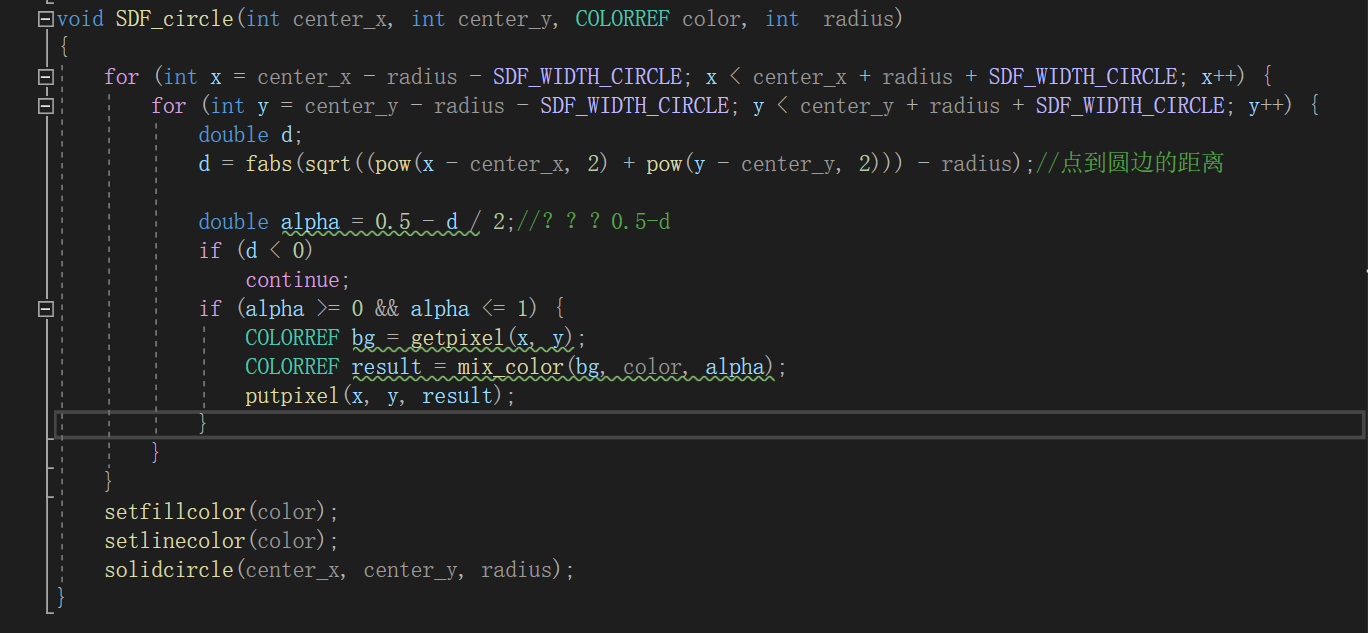 void SDF_circle(int center_x, int center_y, COLORREF color, int  radius)
{
for (int x = center_x - radius - SDF_WIDTH_CIRCLE; x < center_x + radius + SDF_WIDTH_CIRCLE; x++) {
for (int y = center_y - radius - SDF_WIDTH_CIRCLE; y < center_y + radius + SDF_WIDTH_CIRCLE; y++) {
double d;
d = fabs(sqrt((pow(x - center_x, 2) + pow(y - center_y, 2))) - radius);//点到圆边的距离
double alpha = 0.5 - d / 2;//？？？0.5-d
if (d < 0)
continue;
if (alpha >= 0 && alpha <= 1) {
COLORREF bg = getpixel(x, y);
COLORREF result = mix_color(bg, color, alpha);
putpixel(x, y, result);
}
}
}
setfillcolor(color);
setlinecolor(color);
solidcircle(center_x, center_y, radius);
}